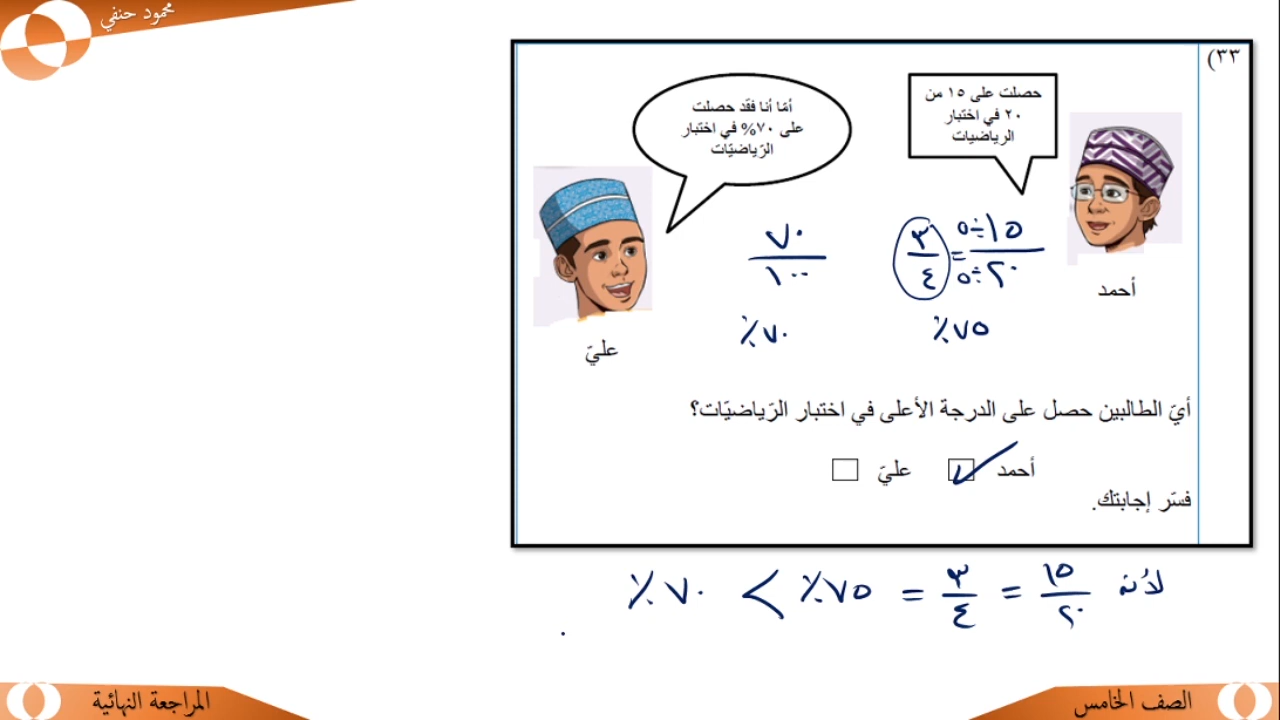 محمود حنفي
(٣٣
حصلت على ١٥ من
٢٠ في اختبار
الرياضيات
أمّا أنا فقد حصلت
على ٧٠% في اختبار
الرّياضيّات
١٥ ÷ ٥ / ٢٠ ÷ ٥ = ٣ / ٤
٧٠ / ١٠٠
٪٧٥
٪٧٠
أحمد
عليّ
أيّ الطالبين حصل على الدرجة الأعلى في اختبار الرّياضيّات؟
أحمد ✓ عليّ
فسّر إجابتك.
لأنه ١٥ / ٢٠ = ٣ / ٤ = ٧٥٪ < ٧٠٪
الصف الخامس
المراجعة النهائية